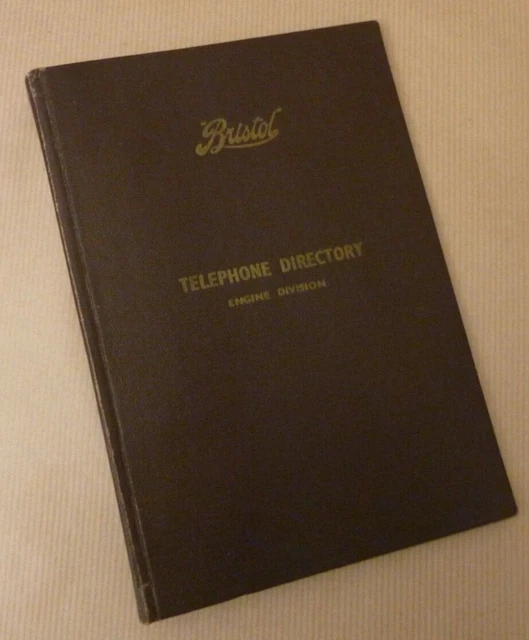 "Bristol"
TELEPHONE DIRECTORY
ENGINE DIVISION